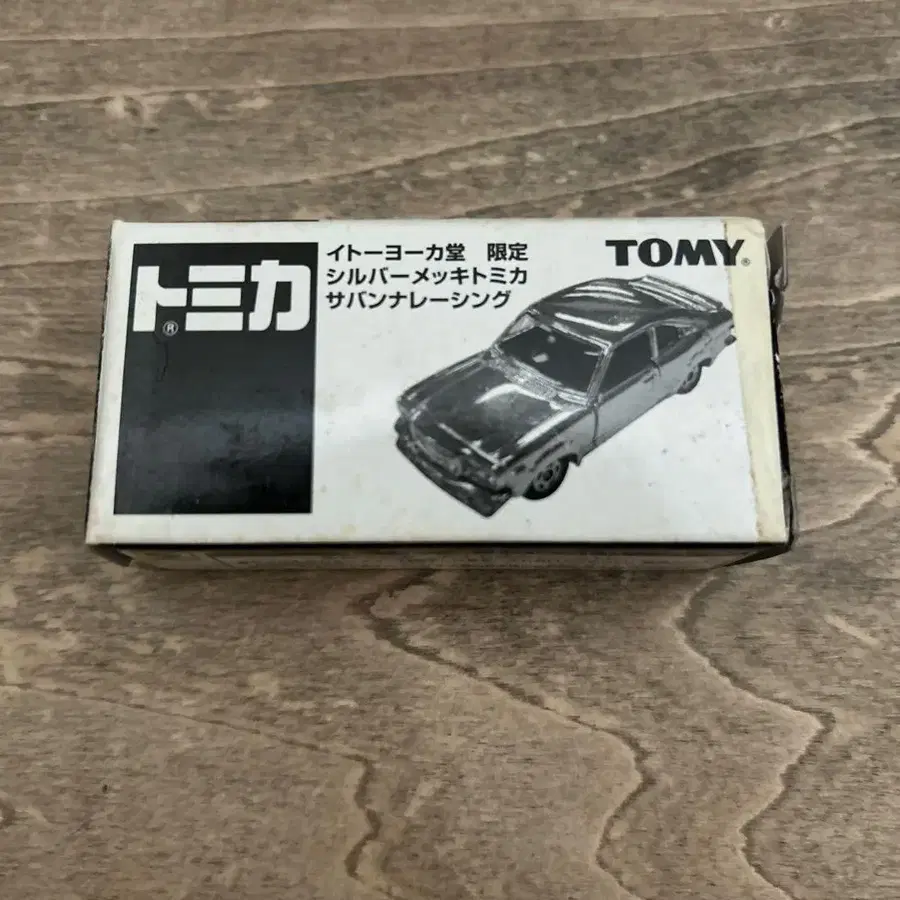 トミカ
®
イトーヨーカ堂 限定
シルバーメッキトミカ
サバンナレーシング
TOMY®